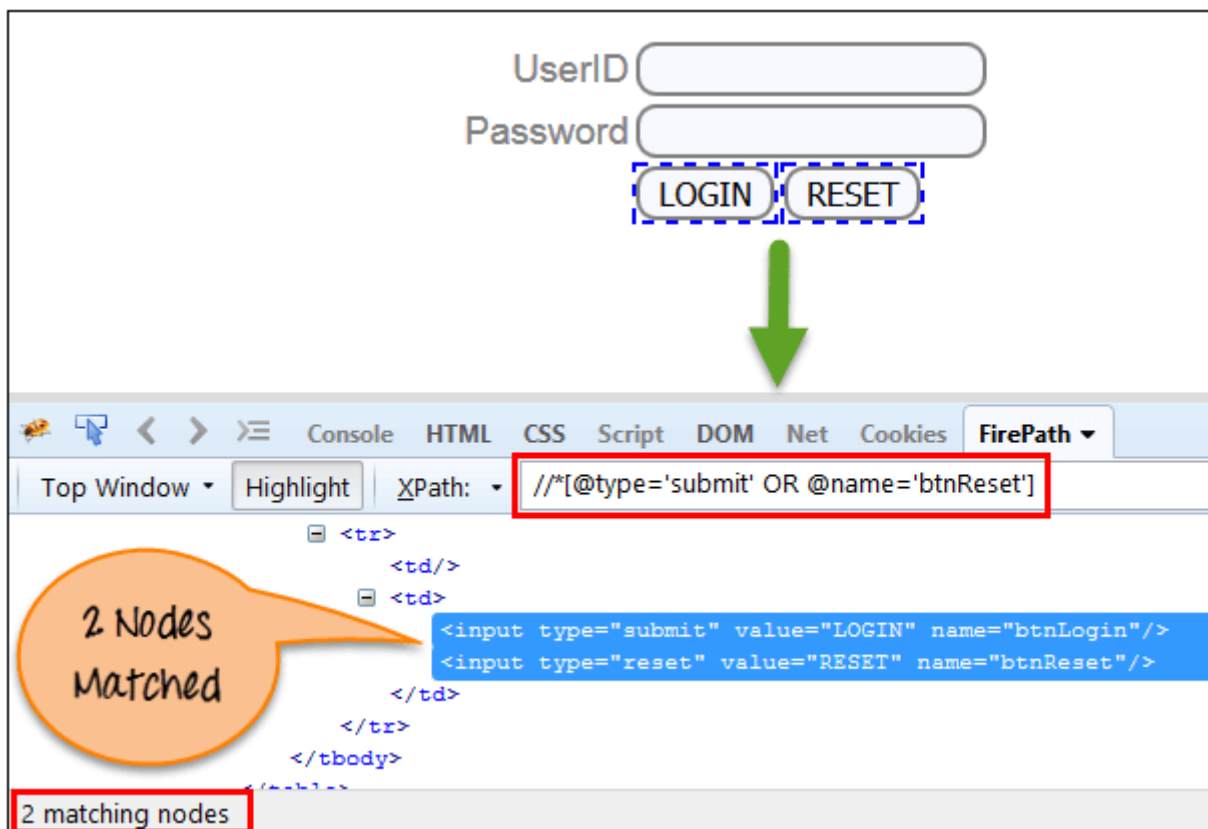 UserID
Password
LOGIN RESET
Console HTML CSS Script DOM Net Cookies FirePath
Top Window Highlight XPath: //*[@type='submit' OR @name='btnReset']
<tr>
<td/>
<td>
2 Nodes
Matched
<input type="submit" value="LOGIN" name="btnLogin"/>
<input type="reset" value="RESET" name="btnReset"/>
</td>
</tr>
</tbody>
2 matching nodes